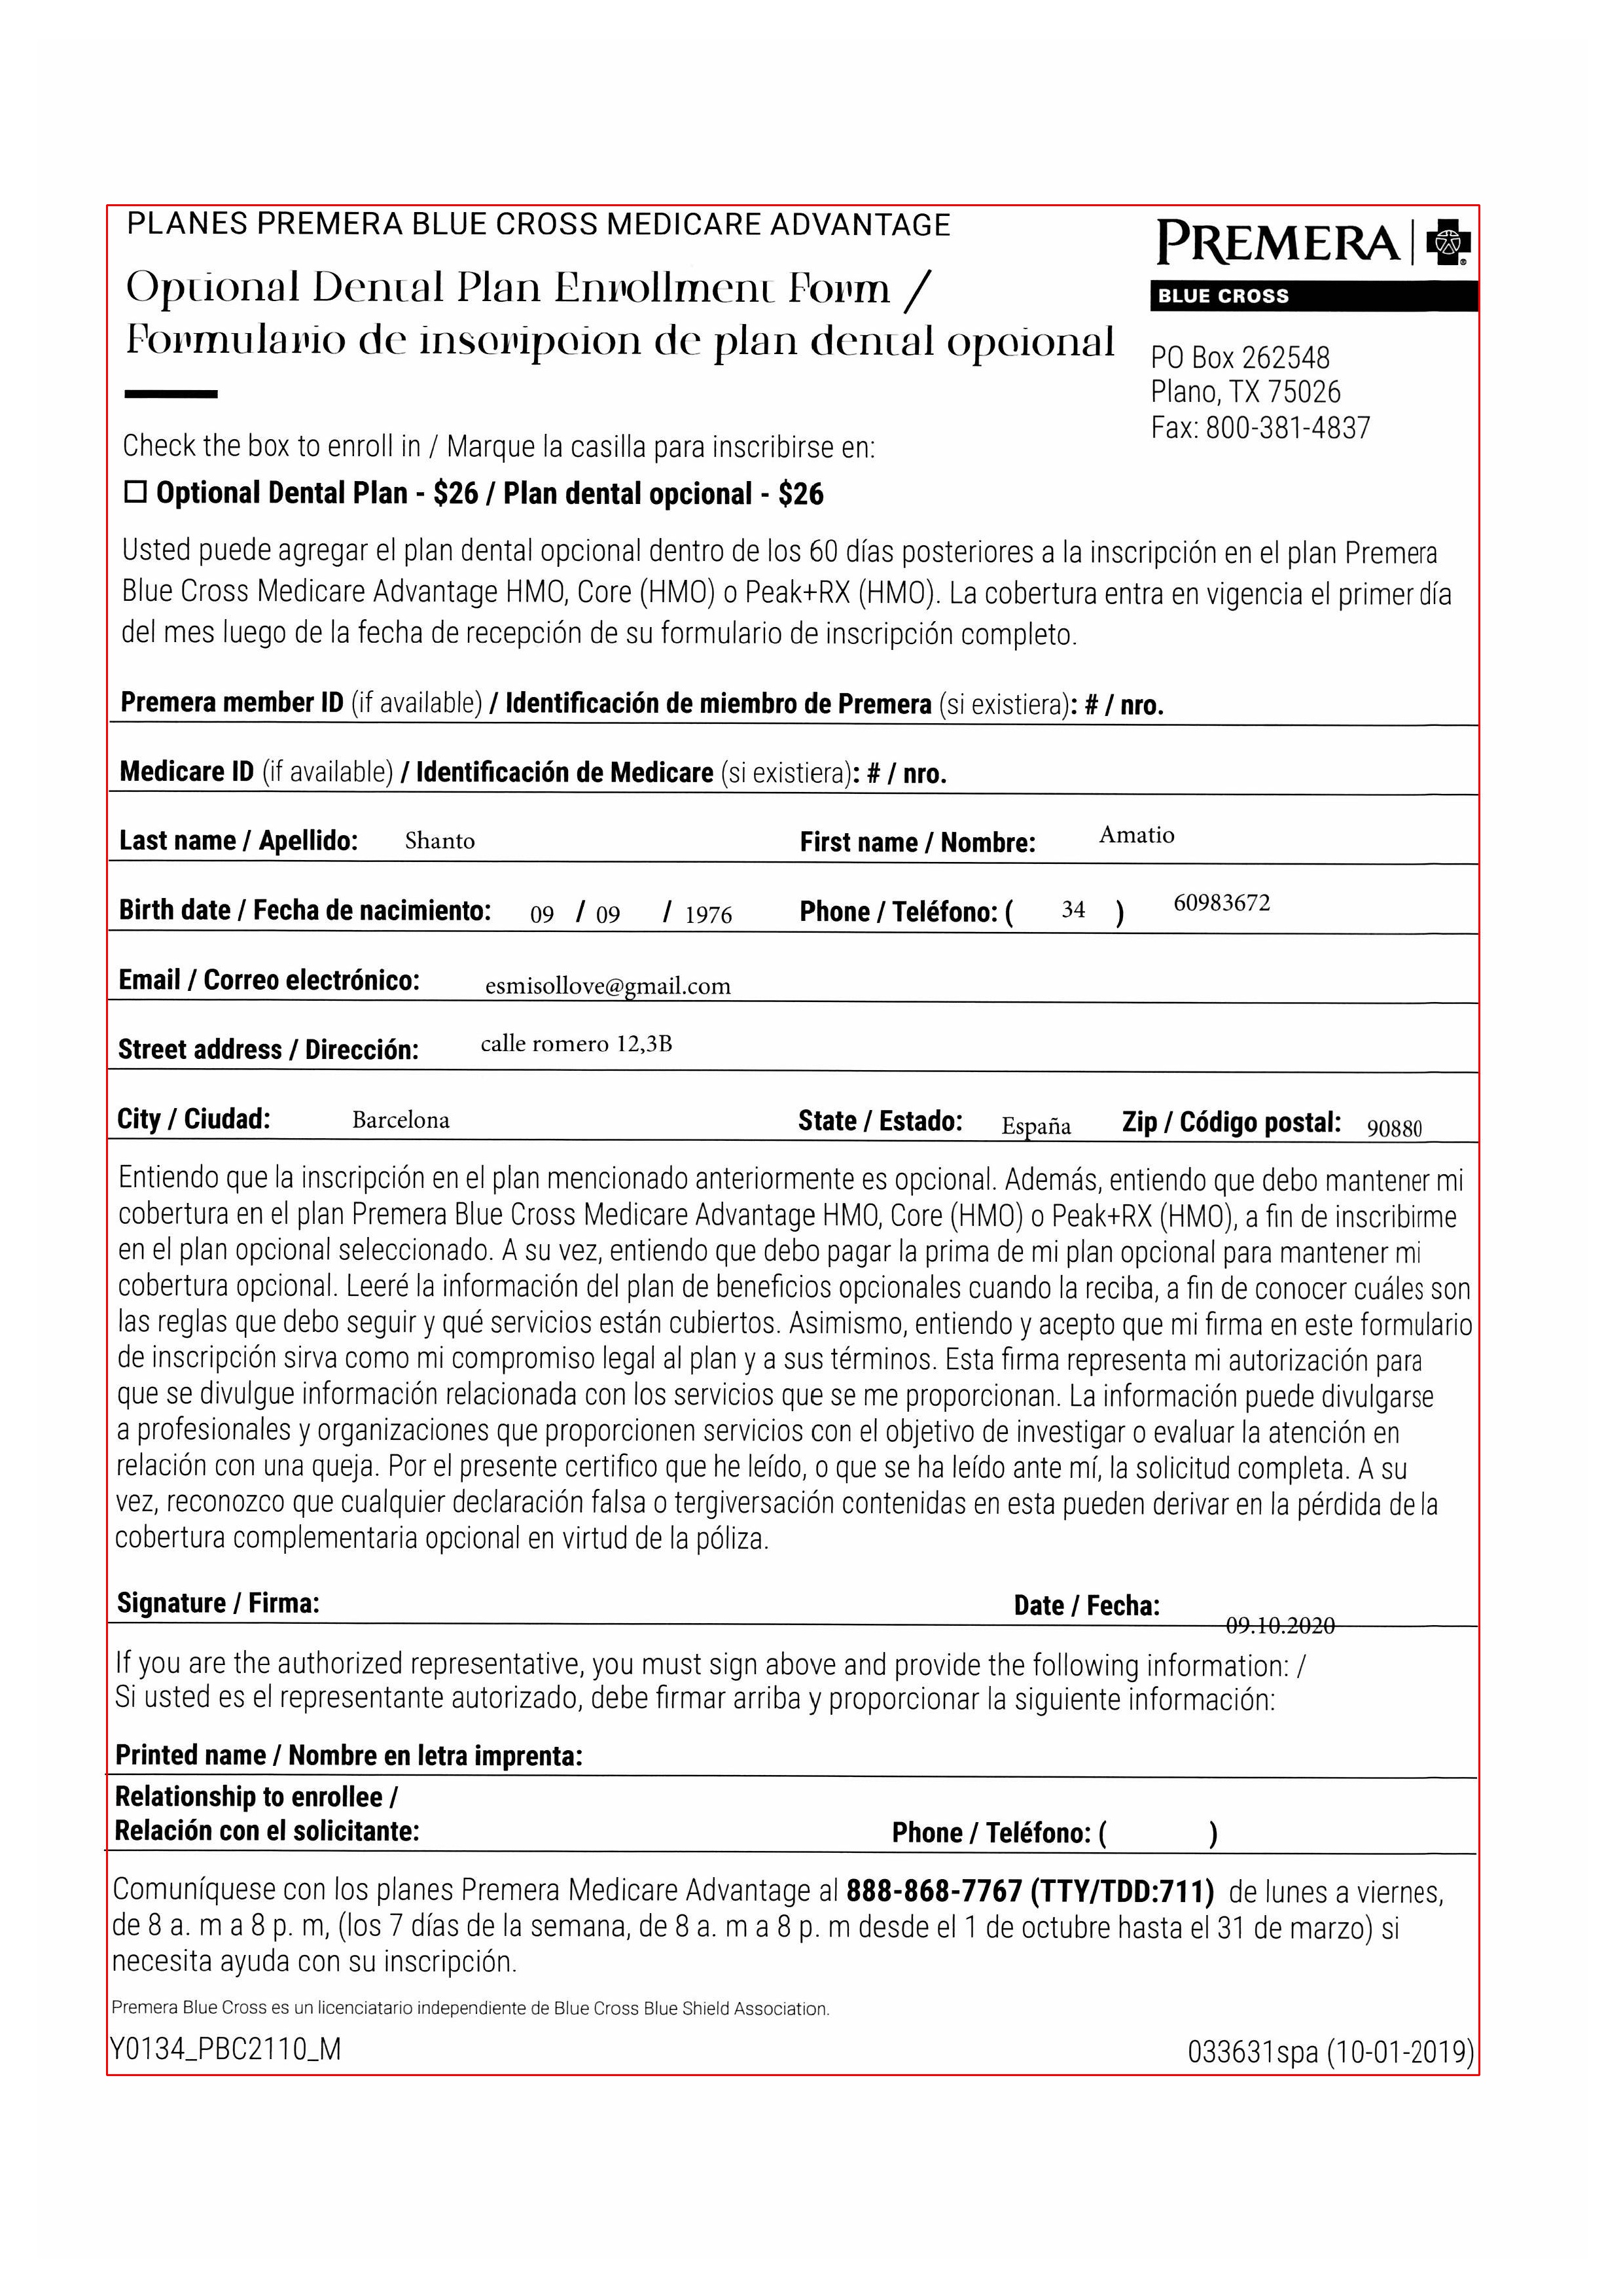 PLANES PREMERA BLUE CROSS MEDICARE ADVANTAGE
PREMERA
BLUE CROSS
Optional Dental Plan Enrollment Form /
Formulario de inscripcion de plan dental opcional
PO Box 262548
Plano, TX 75026
Fax: 800-381-4837
Check the box to enroll in / Marque la casilla para inscribirse en:
☐ Optional Dental Plan - $26 / Plan dental opcional - $26
Usted puede agregar el plan dental opcional dentro de los 60 días posteriores a la inscripción en el plan Premera
Blue Cross Medicare Advantage HMO, Core (HMO) o Peak+RX (HMO). La cobertura entra en vigencia el primer día
del mes luego de la fecha de recepción de su formulario de inscripción completo.
Premera member ID (if available) / Identificación de miembro de Premera (si existiera): # / nro.
Medicare ID (if available) / Identificación de Medicare (si existiera): # / nro.
Last name / Apellido: Shanto First name / Nombre: Amatio
Birth date / Fecha de nacimiento: 09 / 09 / 1976 Phone / Teléfono: ( 34 ) 60983672
Email / Correo electrónico: esmisollove@gmail.com
Street address / Dirección: calle romero 12,3B
City / Ciudad: Barcelona State / Estado: España Zip / Código postal: 90880
Entiendo que la inscripción en el plan mencionado anteriormente es opcional. Además, entiendo que debo mantener mi
cobertura en el plan Premera Blue Cross Medicare Advantage HMO, Core (HMO) o Peak+RX (HMO), a fin de inscribirme
en el plan opcional seleccionado. A su vez, entiendo que debo pagar la prima de mi plan opcional para mantener mi
cobertura opcional. Leeré la información del plan de beneficios opcionales cuando la reciba, a fin de conocer cuáles son
las reglas que debo seguir y qué servicios están cubiertos. Asimismo, entiendo y acepto que mi firma en este formulario
de inscripción sirva como mi compromiso legal al plan y a sus términos. Esta firma representa mi autorización para
que se divulgue información relacionada con los servicios que se me proporcionan. La información puede divulgarse
a profesionales y organizaciones que proporcionen servicios con el objetivo de investigar o evaluar la atención en
relación con una queja. Por el presente certifico que he leído, o que se ha leído ante mí, la solicitud completa. A su
vez, reconozco que cualquier declaración falsa o tergiversación contenidas en esta pueden derivar en la pérdida de la
cobertura complementaria opcional en virtud de la póliza.
Signature / Firma: Date / Fecha: 09.10.2020
If you are the authorized representative, you must sign above and provide the following information: /
Si usted es el representante autorizado, debe firmar arriba y proporcionar la siguiente información:
Printed name / Nombre en letra imprenta:
Relationship to enrollee /
Relación con el solicitante: Phone / Teléfono: ( )
Comuníquese con los planes Premera Medicare Advantage al 888-868-7767 (TTY/TDD:711) de lunes a viernes,
de 8 a. m a 8 p. m, (los 7 días de la semana, de 8 a. m a 8 p. m desde el 1 de octubre hasta el 31 de marzo) si
necesita ayuda con su inscripción.
Premera Blue Cross es un licenciatario independiente de Blue Cross Blue Shield Association.
Y0134_PBC2110_M 033631spa (10-01-2019)